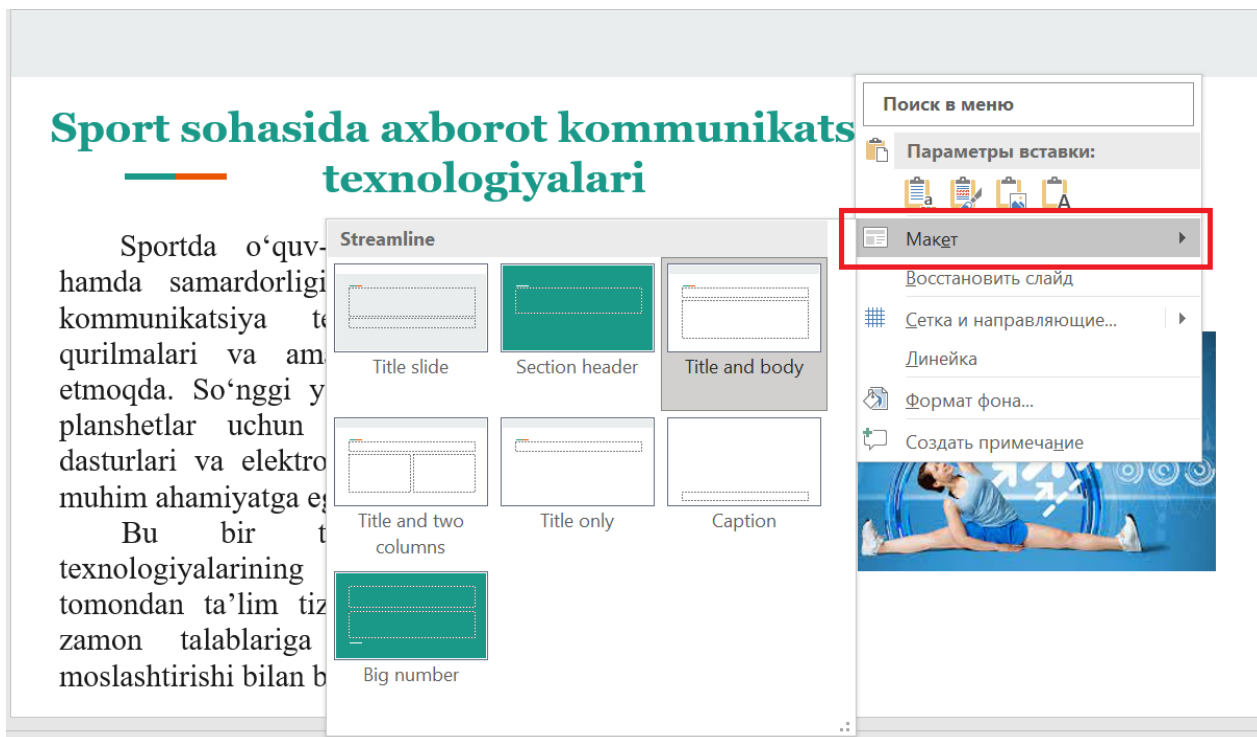 Sport sohasida axborot kommunikats
texnologiyalari
Sportda o‘quv-
hamda samardorligi
kommunikatsiya te
qurilmalari va ama
etmoqda. So‘nggi y
planshetlar uchun
dasturlari va elektro
muhim ahamiyatga eg
Bu bir t
texnologiyalarining
tomondan ta’lim tiz
zamon talablariga
moslashtirishi bilan b
Streamline
Title slide
Section header
Title and body
Title and two
columns
Title only
Caption
Big number
Поиск в меню
Параметры вставки:
Макет
Восстановить слайд
Сетка и направляющие...
Линейка
Формат фона...
Создать примечание